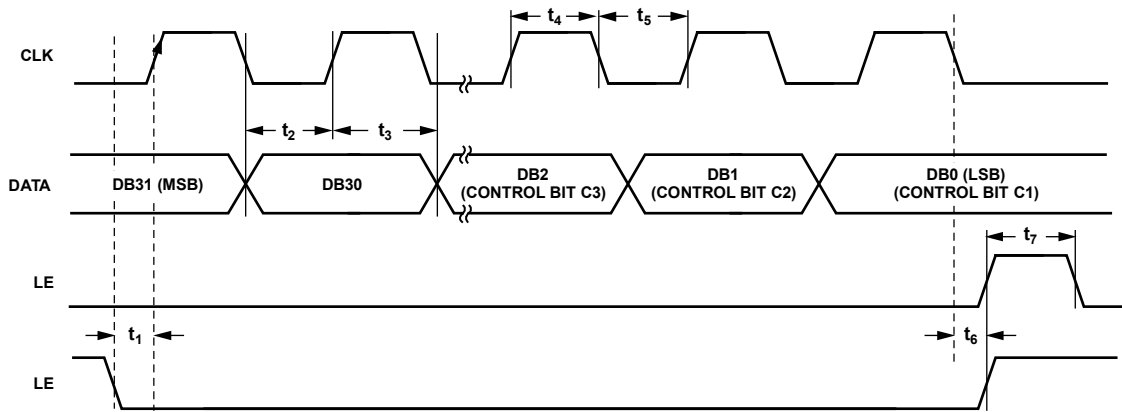 t4
t5
CLK
t2
t3
DATA
DB31 (MSB)
DB30
DB2
(CONTROL BIT C3)
DB1
(CONTROL BIT C2)
DB0 (LSB)
(CONTROL BIT C1)
t7
LE
t1
t6
LE